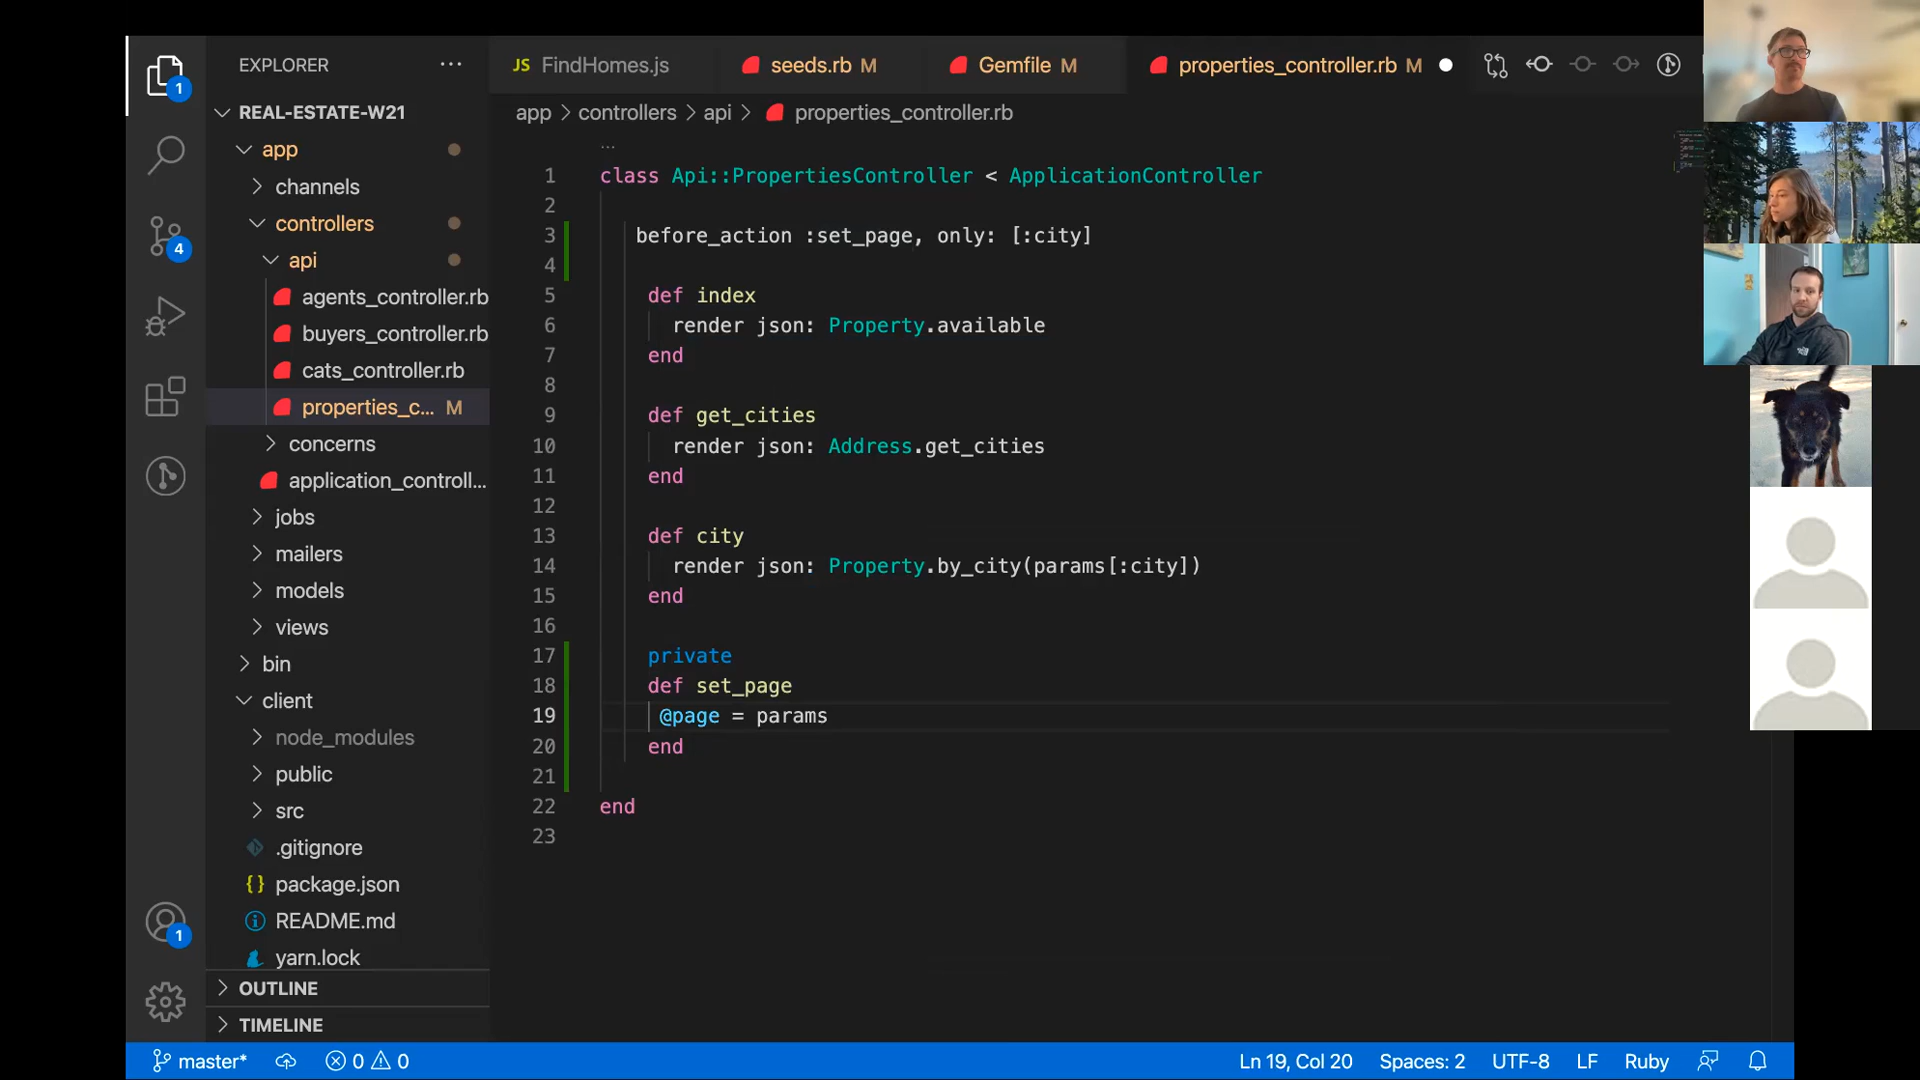 EXPLORER
...
REAL-ESTATE-W21
app
channels
controllers
api
agents_controller.rb
buyers_controller.rb
cats_controller.rb
properties_c... M
concerns
application_controll...
jobs
mailers
models
views
bin
client
node_modules
public
src
.gitignore
{} package.json
README.md
yarn.lock
OUTLINE
TIMELINE
1
4
1
JS FindHomes.js
seeds.rb M
Gemfile M
properties_controller.rb M
app > controllers > api > properties_controller.rb
...
1 class Api::PropertiesController < ApplicationController
2
3 before_action :set_page, only: [:city]
4
5 def index
6 render json: Property.available
7 end
8
9 def get_cities
10 render json: Address.get_cities
11 end
12
13 def city
14 render json: Property.by_city(params[:city])
15 end
16
17 private
18 def set_page
19 @page = params
20 end
21
22 end
23
master* 0 0 Ln 19, Col 20 Spaces: 2 UTF-8 LF Ruby